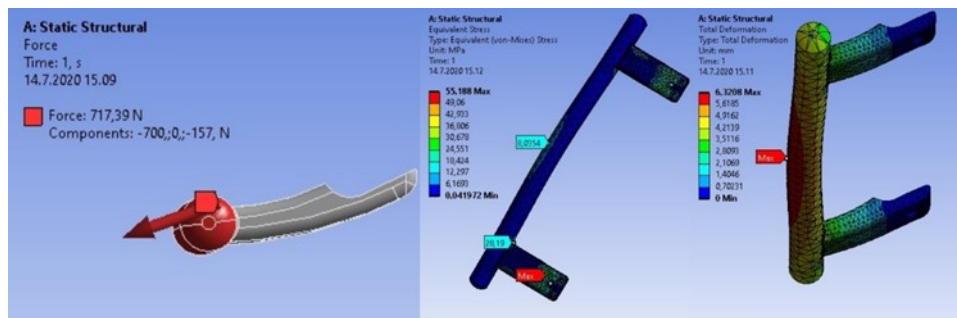 A: Static Structural
Force
Time: 1, s
14.7.2020 15.09
Force: 717,39 N
Components: -700,;0,;-157, N
A: Static Structural
Equivalent Stress
Type: Equivalent (von-Mises) Stress
Unit: MPa
Time: 1
14.7.2020 15.12
55,188 Max
49,06
42,933
36,806
30,678
24,551
18,424
12,297
6,1693
0,041972 Min
8,0354
28,19
Max
A: Static Structural
Total Deformation
Type: Total Deformation
Unit: mm
Time: 1
14.7.2020 15.11
6,3208 Max
5,6185
4,9162
4,2139
3,5116
2,8093
2,1069
1,4046
0,70231
0 Min
Max